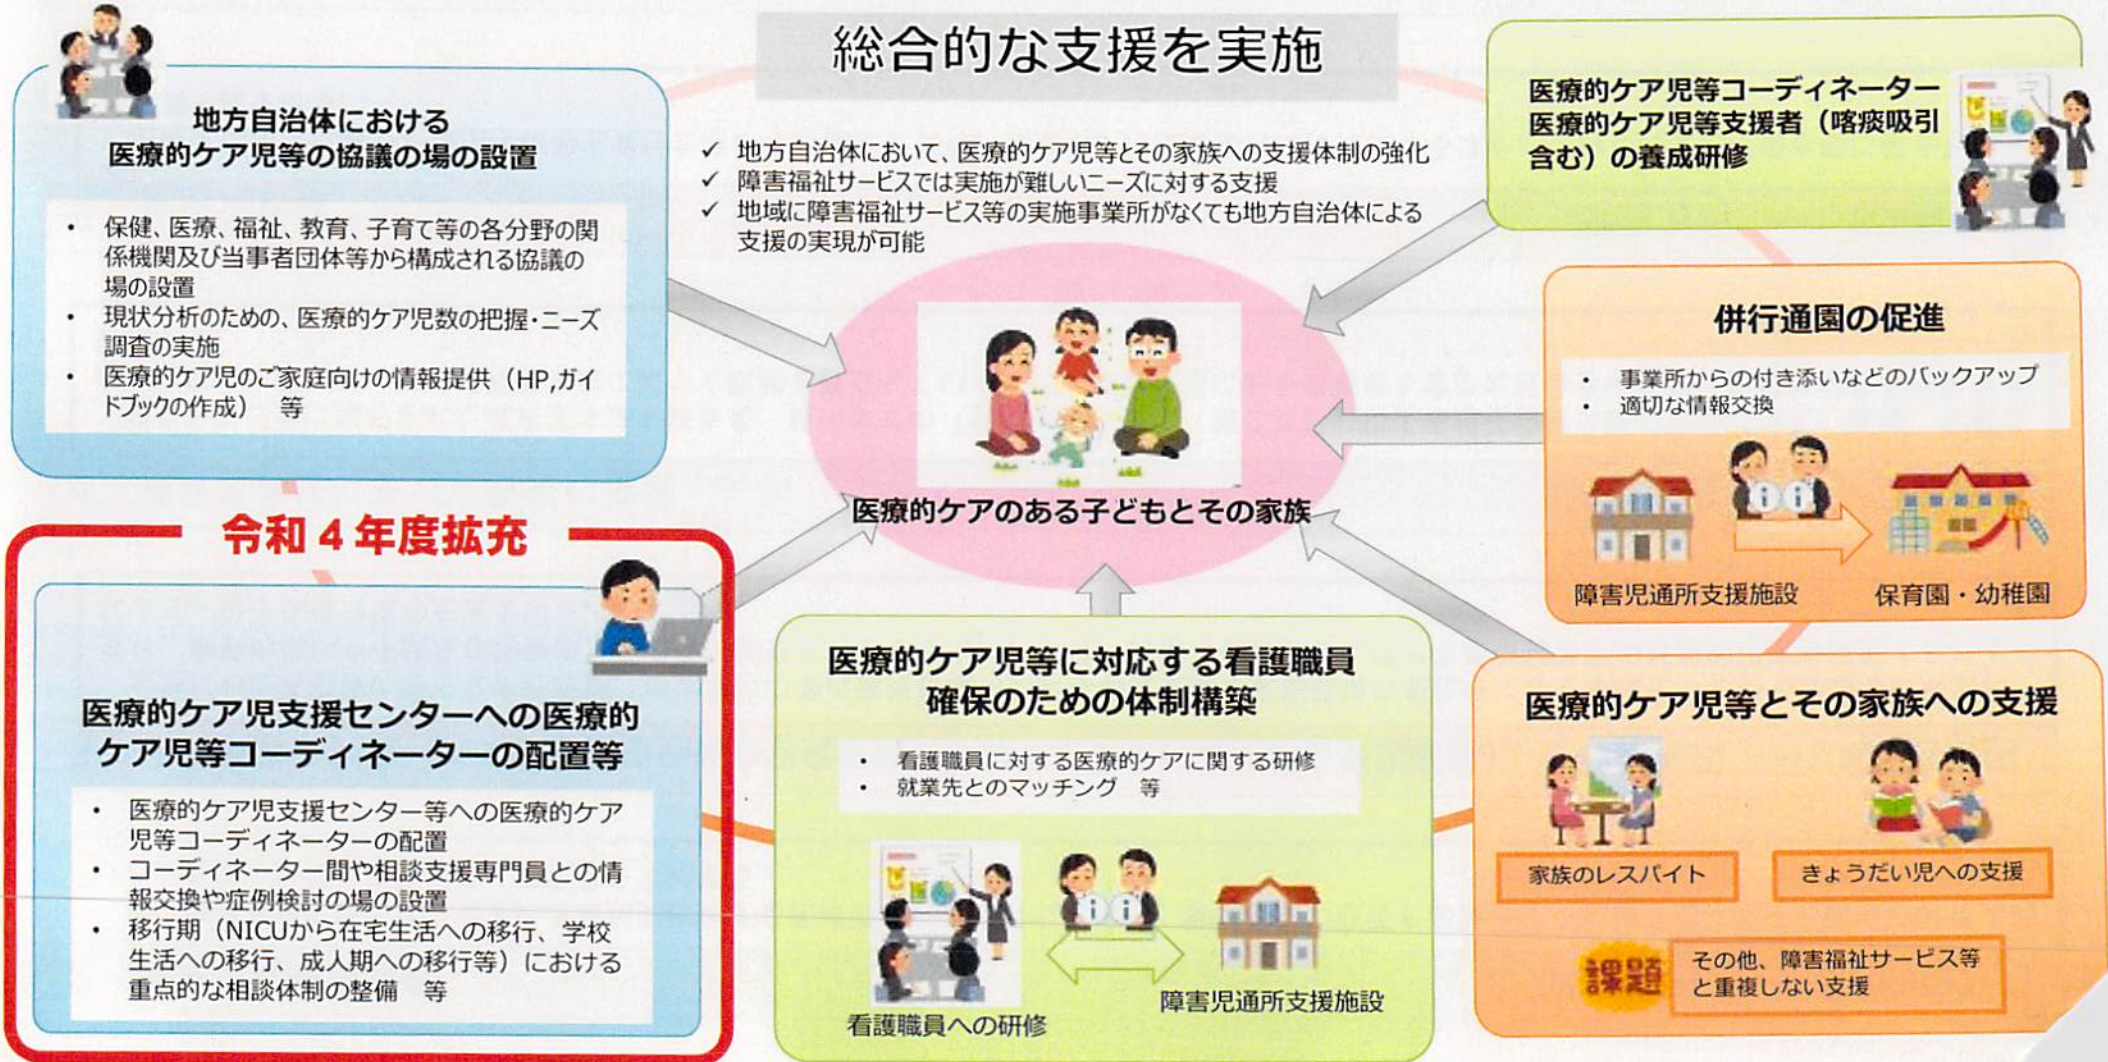 総合的な支援を実施
地方自治体における
医療的ケア児等の協議の場の設置
・ 保健、医療、福祉、教育、子育て等の各分野の関
係機関及び当事者団体等から構成される協議の
場の設置
・ 現状分析のための、医療的ケア児数の把握・ニーズ
調査の実施
・ 医療的ケア児のご家庭向けの情報提供（HP,ガイ
ドブックの作成） 等
✓ 地方自治体において、医療的ケア児等とその家族への支援体制の強化
✓ 障害福祉サービスでは実施が難しいニーズに対する支援
✓ 地域に障害福祉サービス等の実施事業所がなくても地方自治体による
支援の実現が可能
医療的ケア児等コーディネーター
医療的ケア児等支援者（喀痰吸引
含む）の養成研修
併行通園の促進
・ 事業所からの付き添いなどのバックアップ
・ 適切な情報交換
障害児通所支援施設
保育園・幼稚園
医療的ケアのある子どもとその家族
令和４年度拡充
医療的ケア児支援センターへの医療的
ケア児等コーディネーターの配置等
・ 医療的ケア児支援センター等への医療的ケア
児等コーディネーターの配置
・ コーディネーター間や相談支援専門員との情
報交換や症例検討の場の設置
・ 移行期（NICUから在宅生活への移行、学校
生活への移行、成人期への移行等）における
重点的な相談体制の整備 等
医療的ケア児等に対応する看護職員
確保のための体制構築
・ 看護職員に対する医療的ケアに関する研修
・ 就業先とのマッチング 等
看護職員への研修
障害児通所支援施設
医療的ケア児等とその家族への支援
家族のレスパイト
きょうだい児への支援
課題
その他、障害福祉サービス等
と重複しない支援